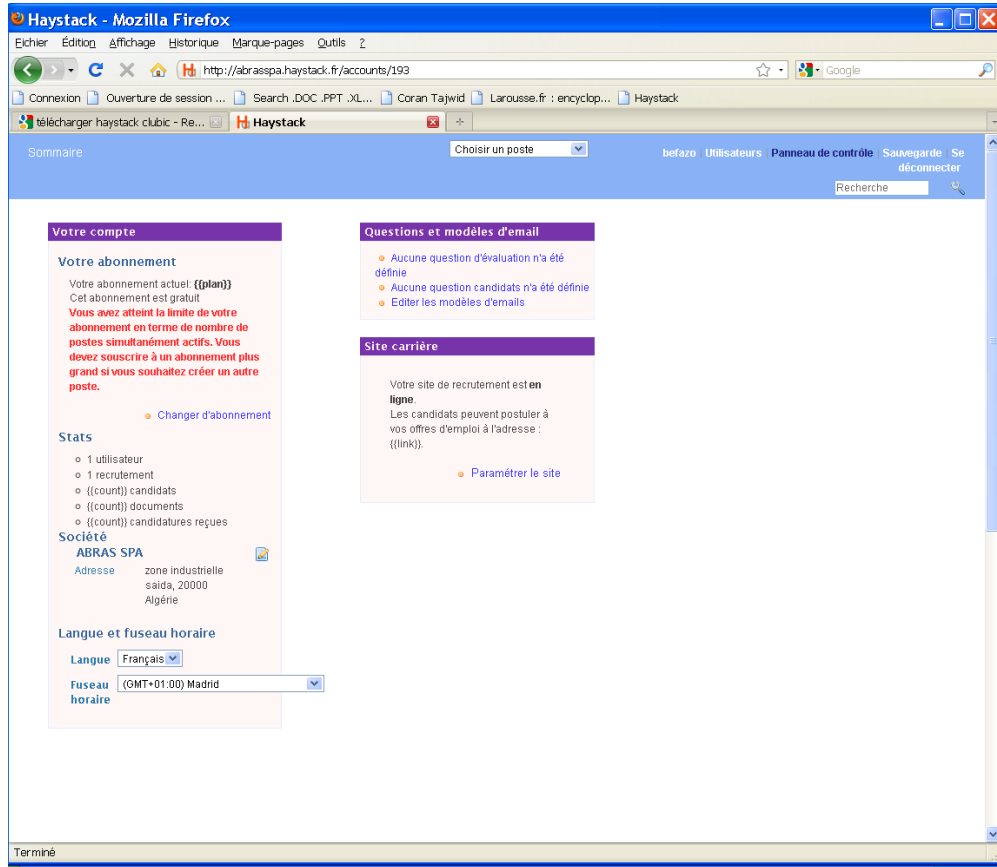 Haystack - Mozilla Firefox
Fichier Édition Affichage Historique Marque-pages Outils ?
http://abrasspa.haystack.fr/accounts/193
Google
Connexion Ouverture de session ... Search .DOC .PPT .XL... Coran Tajwid Larousse.fr : encyclop... Haystack
télécharger haystack clubic - Re... Haystack
Sommaire
Choisir un poste
befazo | Utilisateurs | Panneau de contrôle | Sauvegarde | Se
déconnecter
Recherche
Votre compte
Votre abonnement
Votre abonnement actuel: {{plan}}
Cet abonnement est gratuit
Vous avez atteint la limite de votre
abonnement en terme de nombre de
postes simultanément actifs. Vous
devez souscrire à un abonnement plus
grand si vous souhaitez créer un autre
poste.
Changer d'abonnement
Stats
1 utilisateur
1 recrutement
{{count}} candidats
{{count}} documents
{{count}} candidatures reçues
Société
ABRAS SPA
Adresse zone industrielle
saida, 20000
Algérie
Langue et fuseau horaire
Langue Français
Fuseau (GMT+01:00) Madrid
horaire
Questions et modèles d'email
Aucune question d'évaluation n'a été
définie
Aucune question candidats n'a été définie
Editer les modèles d'emails
Site carrière
Votre site de recrutement est en
ligne.
Les candidats peuvent postuler à
vos offres d'emploi à l'adresse :
{{link}}.
Paramétrer le site
Terminé